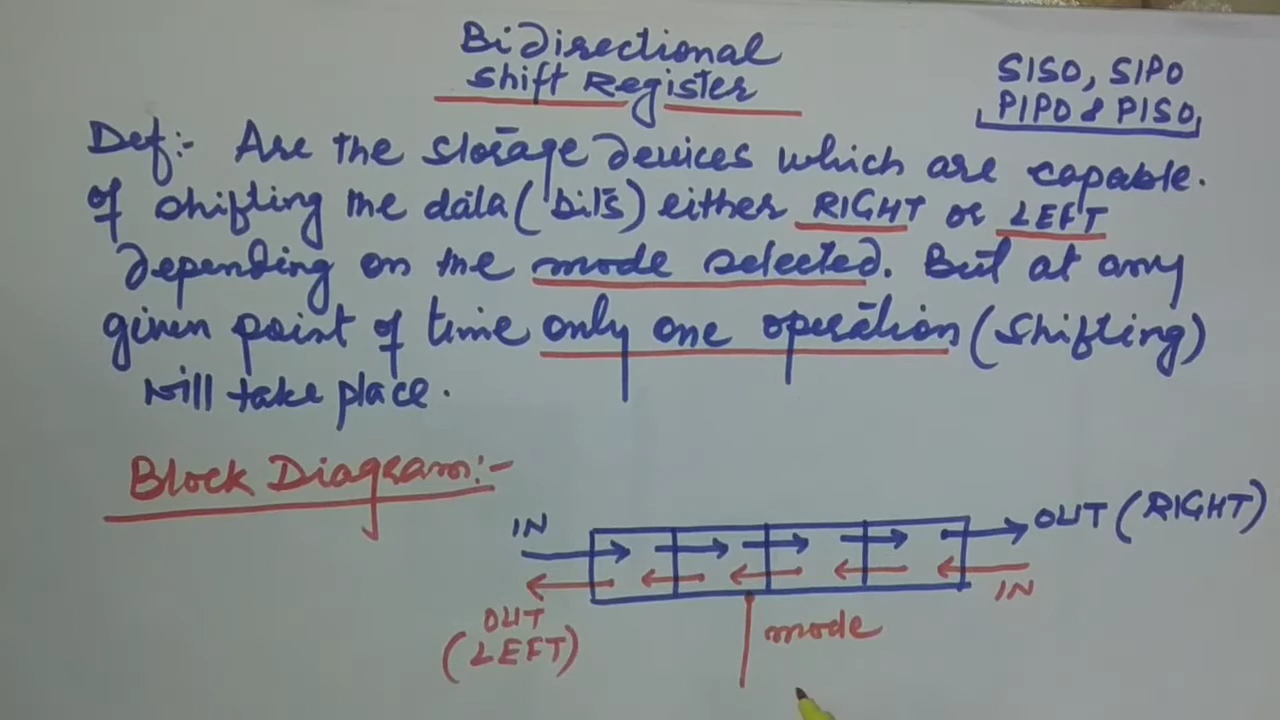 Bidirectional
Shift Register
SISO, SIPO
PIPO & PISO,
Def:- Are the storage devices which are capable.
of shifting the data (bits) either RIGHT or LEFT
depending on the mode selected. But at any
given point of time only one operation (Shifting)
will take place.
Block Diagram:-
IN
OUT (RIGHT)
OUT
(LEFT)
IN
mode